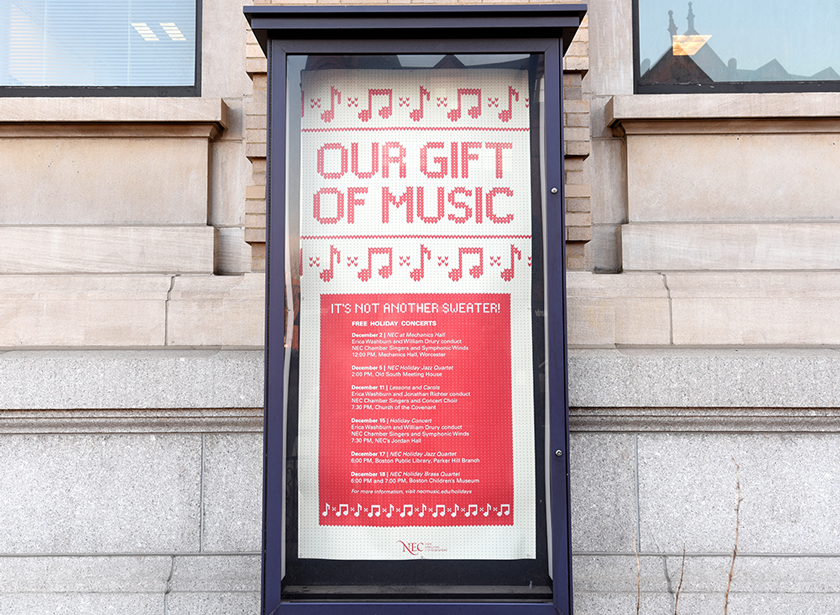 OUR GIFT
OF MUSIC
IT'S NOT ANOTHER SWEATER!
FREE HOLIDAY CONCERTS
December 2 | NEC at Mechanics Hall
Erica Washburn and William Drury conduct
NEC Chamber Singers and Symphonic Winds
12:00 PM, Mechanics Hall, Worcester
December 5 | NEC Holiday Jazz Quartet
2:00 PM, Old South Meeting House
December 11 | Lessons and Carols
Erica Washburn and Jonathan Richter conduct
NEC Chamber Singers and Concert Choir
7:30 PM, Church of the Covenant
December 15 | Holiday Concert
Erica Washburn and William Drury conduct
NEC Chamber Singers and Symphonic Winds
7:30 PM, NEC's Jordan Hall
December 17 | NEC Holiday Jazz Quartet
6:00 PM, Boston Public Library, Parker Hill Branch
December 18 | NEC Holiday Brass Quartet
6:00 PM and 7:00 PM, Boston Children's Museum
For more information, visit necmusic.edu/holidays
NEC